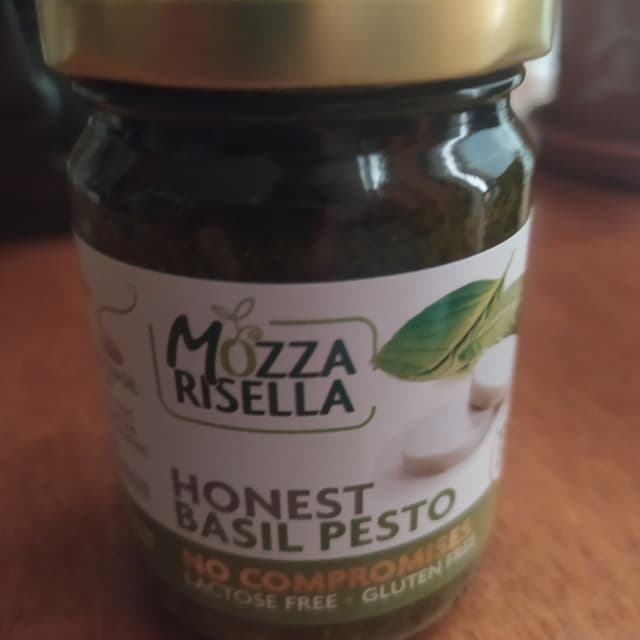 MOZZA
RISELLA
HONEST
BASIL PESTO
NO COMPROMISES
LACTOSE FREE • GLUTEN FREE